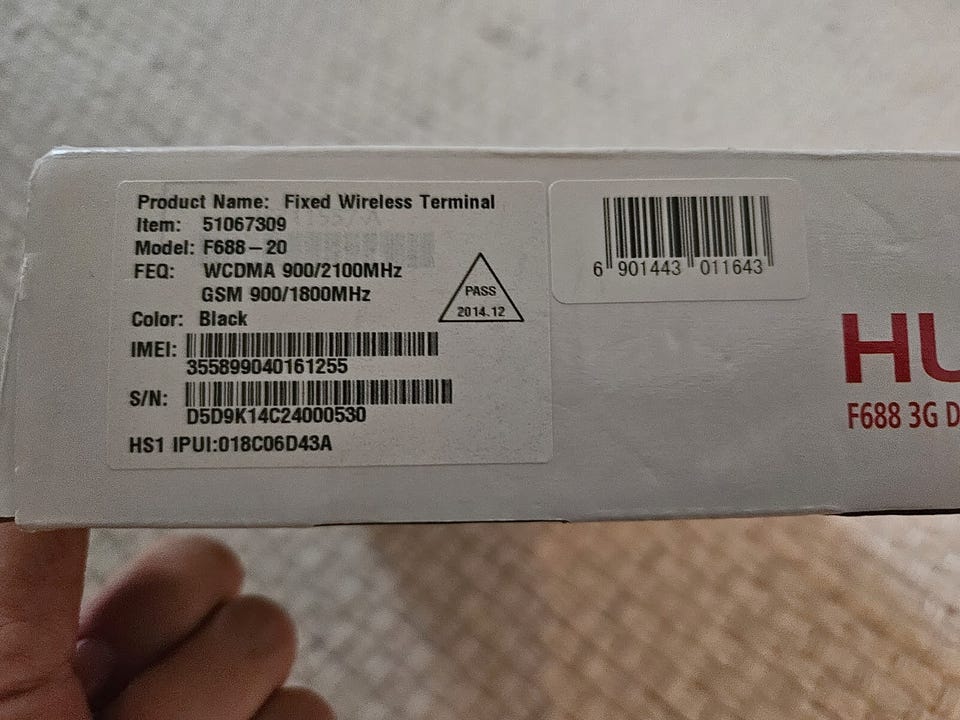 Product Name: Fixed Wireless Terminal
Item: 51067309
Model: F688-20
FEQ: WCDMA 900/2100MHz
GSM 900/1800MHz
Color: Black
PASS
2014.12
IMEI:
355899040161255
S/N:
D5D9K14C24000530
HS1 IPUI:018C06D43A
6 901443 011643
HU
F688 3G D